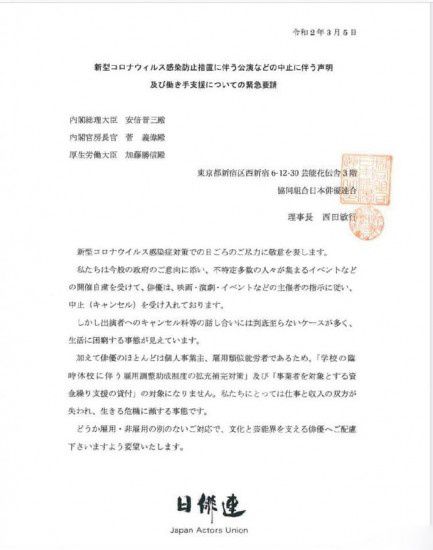 令和2年3月5日
新型コロナウィルス感染防止措置に伴う公演などの中止に伴う声明
及び働き手支援についての緊急要請
内閣総理大臣　安倍晋三殿
内閣官房長官　菅　義偉殿
厚生労働大臣　加藤勝信殿
東京都新宿区西新宿6-12-30 芸能花伝舎3階
協同組合日本俳優連合
理事長　西田敏行
新型コロナウィルス感染症対策での日ごろのご尽力に敬意を表します。
私たちは今般の政府のご意向に添い、不特定多数の人々が集まるイベントなど
の開催自粛を受けて、俳優は、映画・演劇・イベントなどの主催者の指示に従い、
中止（キャンセル）を受け入れております。
しかし出演者へのキャンセル料等の話し合いには到底至らないケースが多く、
生活に困窮する事態が見えています。
加えて俳優のほとんどは個人事業主、雇用類似就労者であるため、「学校の臨
時休校に伴う雇用調整助成制度の拡充補完対策」及び「事業者を対象とする資
金繰り支援の貸付」の対象になりません。私たちにとっては仕事と収入の双方が
失われ、生きる危機に瀕する事態です。
どうか雇用・非雇用の別のないご対応で、文化と芸能界を支える俳優へご配慮
下さいますよう要望いたします。
日俳連
Japan Actors Union